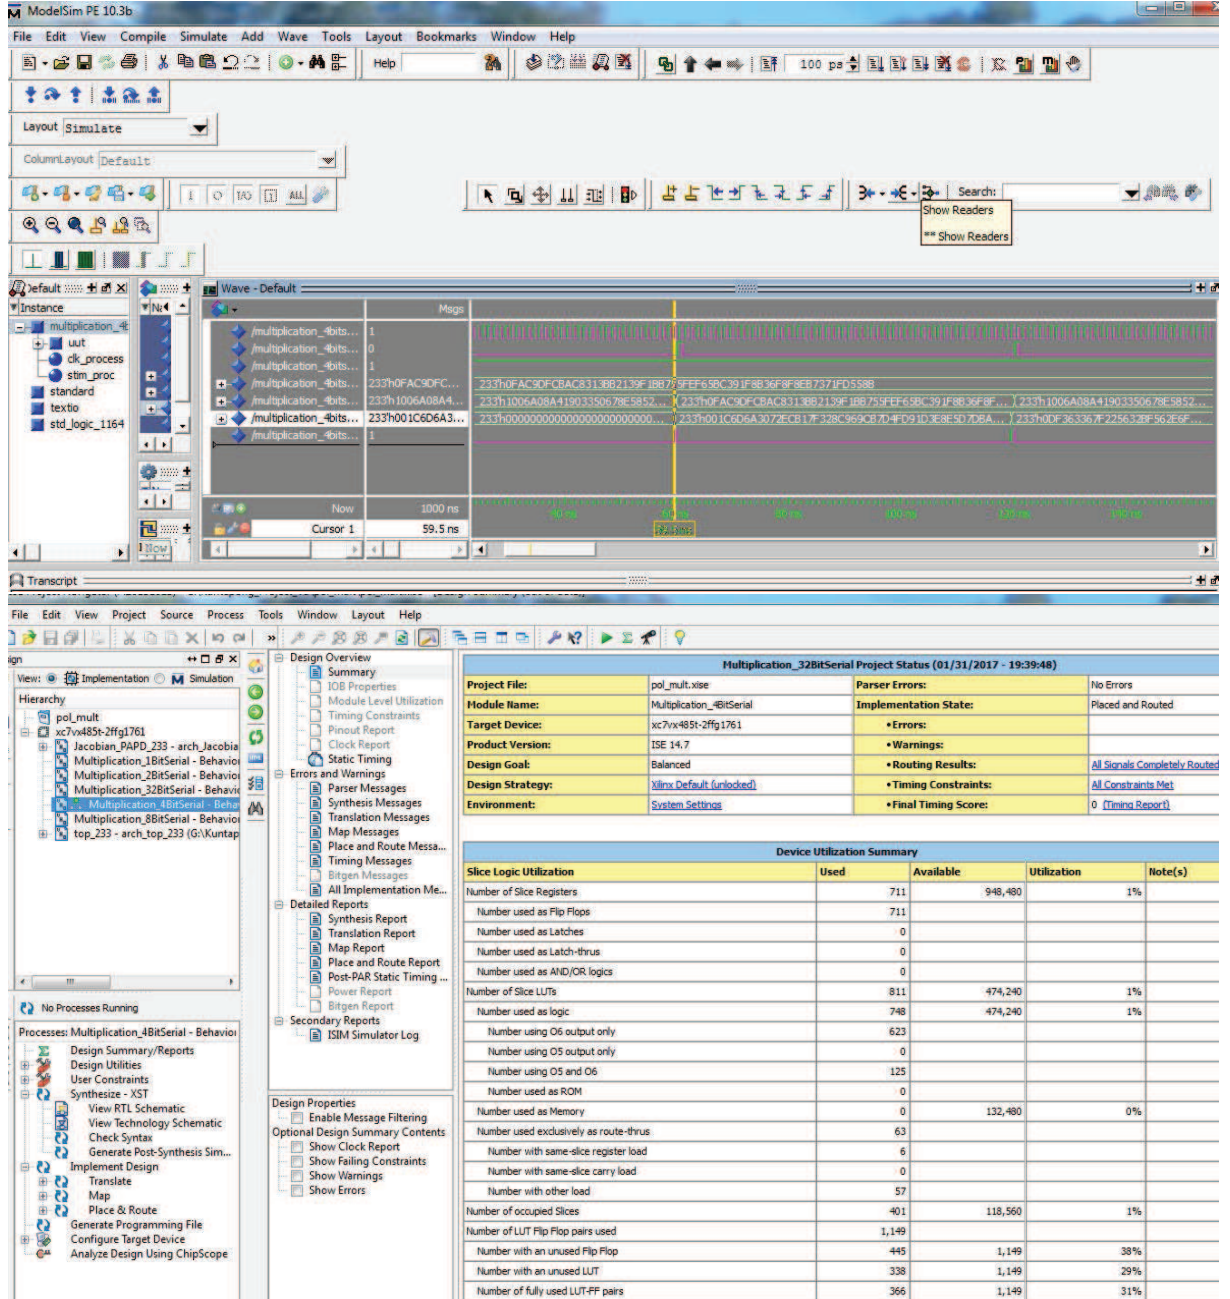 ModelSim PE 10.3b
File Edit View Compile Simulate Add Wave Tools Layout Bookmarks Window Help
Help
100 ps
Layout Simulate
ColumnLayout Default
ALL
Search:
Show Readers
** Show Readers
Wave - Default
Instance
Msgs
multiplication_4b
uut
clk_process
stim_proc
standard
textio
std_logic_1164
/multiplication_4bits... 1
/multiplication_4bits... 0
/multiplication_4bits... 1
/multiplication_4bits... 233'h0FAC9DFC...
/multiplication_4bits... 233'h1006A08A4...
/multiplication_4bits... 233'h001C6D6A3...
/multiplication_4bits... 1
Now 1000 ns
Cursor 1 59.5 ns
Now
Transcript
File Edit View Project Source Process Tools Window Layout Help
View: Implementation Simulation
Hierarchy
pol_mult
xc7vx485t-2ffg1761
Jacobian_PAPD_233 - arch_Jacobia
Multiplication_1BitSerial - Behavior
Multiplication_2BitSerial - Behavior
Multiplication_32BitSerial - Behavic
Multiplication_4BitSerial - Behav
Multiplication_8BitSerial - Behavior
top_233 - arch_top_233 (G:\Kuntap
No Processes Running
Processes: Multiplication_4BitSerial - Behavior
Design Summary/Reports
Design Utilities
User Constraints
Synthesize - XST
View RTL Schematic
View Technology Schematic
Check Syntax
Generate Post-Synthesis Sim...
Implement Design
Translate
Map
Place & Route
Generate Programming File
Configure Target Device
Analyze Design Using ChipScope
Design Overview
Summary
IOB Properties
Module Level Utilization
Timing Constraints
Pinout Report
Clock Report
Static Timing
Errors and Warnings
Parser Messages
Synthesis Messages
Translation Messages
Map Messages
Place and Route Messa...
Timing Messages
Bitgen Messages
All Implementation Me...
Detailed Reports
Synthesis Report
Translation Report
Map Report
Place and Route Report
Post-PAR Static Timing ...
Power Report
Bitgen Report
Secondary Reports
ISIM Simulator Log
Design Properties
Enable Message Filtering
Optional Design Summary Contents
Show Clock Report
Show Failing Constraints
Show Warnings
Show Errors
Multiplication_32BitSerial Project Status (01/31/2017 - 19:39:48)
Project File: pol_mult.xise Parser Errors: No Errors
Module Name: Multiplication_4BitSerial Implementation State: Placed and Routed
Target Device: xc7vx485t-2ffg1761 •Errors:
Product Version: ISE 14.7 •Warnings:
Design Goal: Balanced •Routing Results: All Signals Completely Routed
Design Strategy: Xilinx Default (unlocked) •Timing Constraints: All Constraints Met
Environment: System Settings •Final Timing Score: 0 (Timing Report)
Device Utilization Summary
Slice Logic Utilization Used Available Utilization Note(s)
Number of Slice Registers 711 948,480 1%
Number used as Flip Flops 711
Number used as Latches 0
Number used as Latch-thrus 0
Number used as AND/OR logics 0
Number of Slice LUTs 811 474,240 1%
Number used as logic 748 474,240 1%
Number using O6 output only 623
Number using O5 output only 0
Number using O5 and O6 125
Number used as ROM 0
Number used as Memory 0 132,480 0%
Number used exclusively as route-thrus 63
Number with same-slice register load 6
Number with same-slice carry load 0
Number with other load 57
Number of occupied Slices 401 118,560 1%
Number of LUT Flip Flop pairs used 1,149
Number with an unused Flip Flop 445 1,149 38%
Number with an unused LUT 338 1,149 29%
Number of fully used LUT-FF pairs 366 1,149 31%